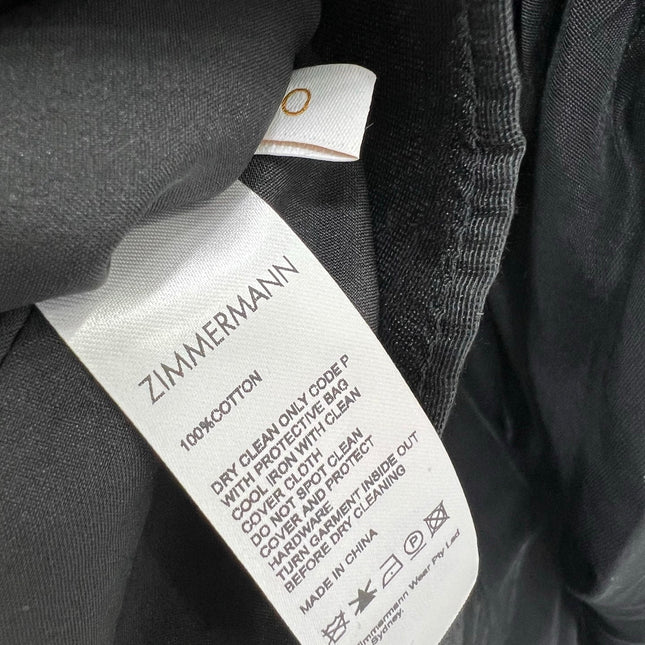 0
ZIMMERMANN
100%COTTON
DRY CLEAN ONLY CODE P
WITH PROTECTIVE BAG
COOL IRON WITH CLEAN
COVER CLOTH
DO NOT SPOT CLEAN
COVER AND PROTECT
HARDWARE
TURN GARMENT INSIDE OUT
BEFORE DRY CLEANING
MADE IN CHINA
P
Zimmermann Wear Pty Ltd
Sydney.